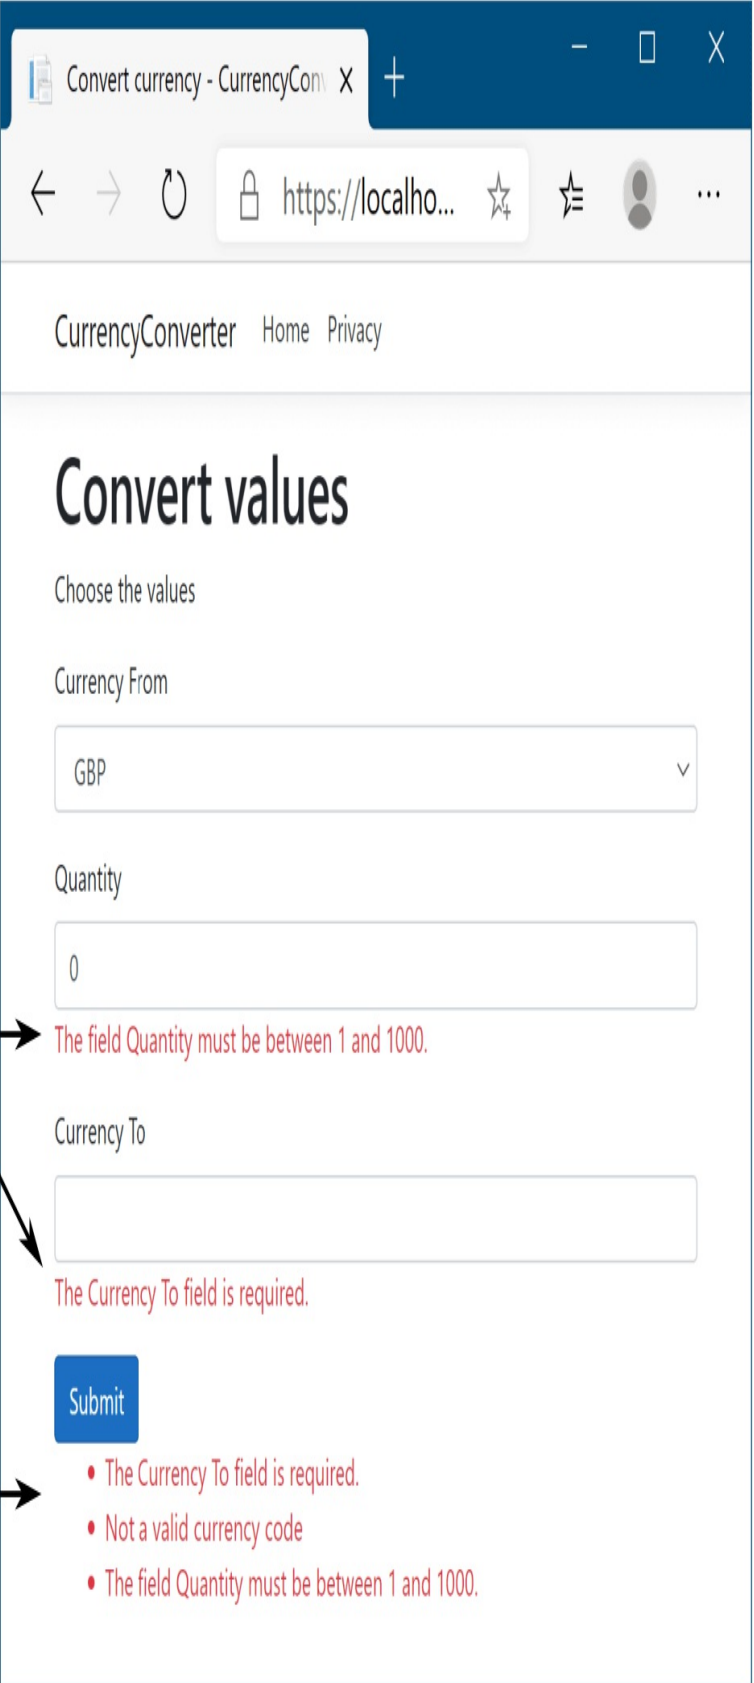 Convert currency - CurrencyCon
https://localho...
CurrencyConverter Home Privacy
Convert values
Choose the values
Currency From
GBP
Quantity
0
The field Quantity must be between 1 and 1000.
Currency To
The Currency To field is required.
Submit
• The Currency To field is required.
• Not a valid currency code
• The field Quantity must be between 1 and 1000.